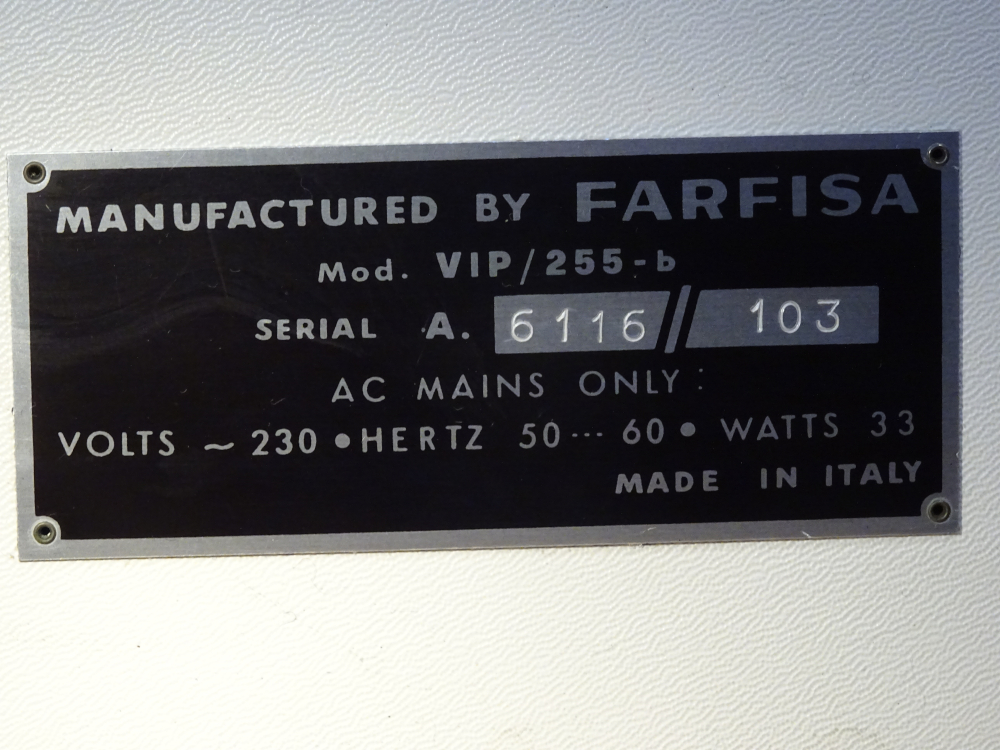 MANUFACTURED BY FARFISA
Mod. VIP/255-b
SERIAL A. 6116 // 103
AC MAINS ONLY:
VOLTS ~ 230 • HERTZ 50 ... 60 • WATTS 33
MADE IN ITALY